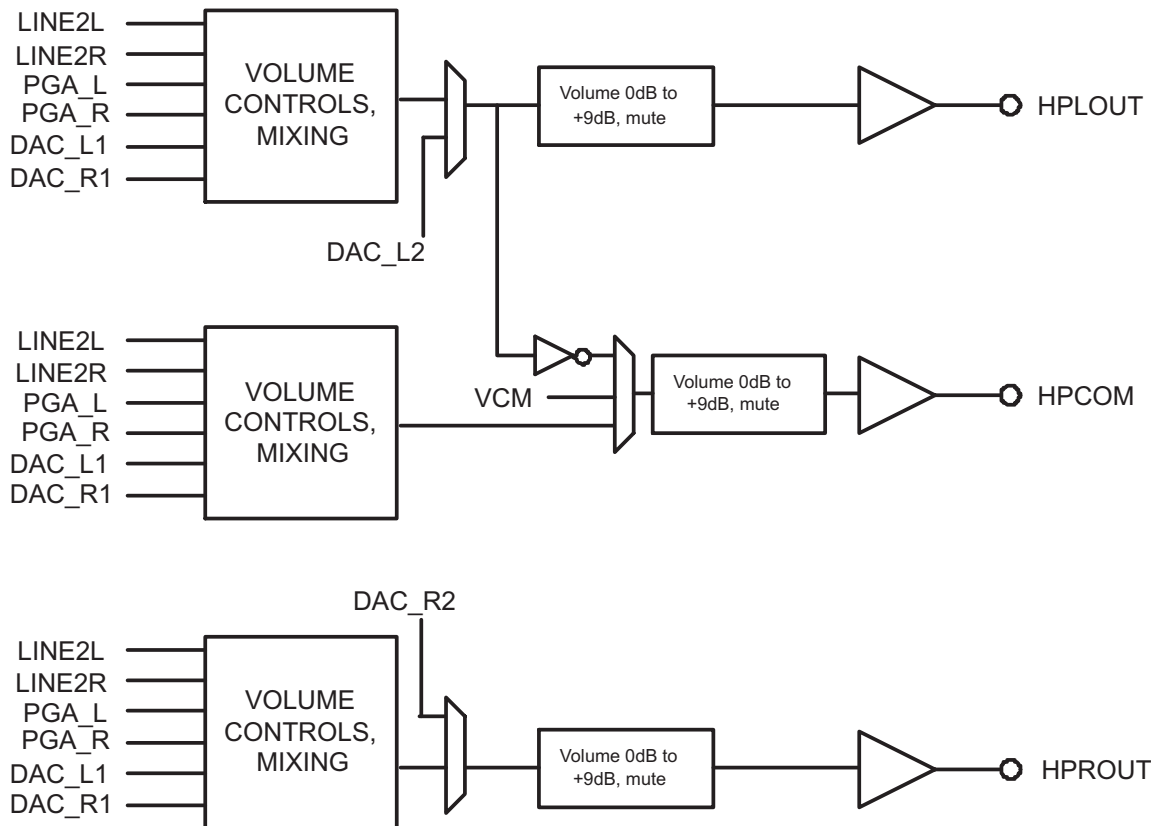 LINE2L
LINE2R
PGA_L
PGA_R
DAC_L1
DAC_R1
VOLUME
CONTROLS,
MIXING
DAC_L2
Volume 0dB to
+9dB, mute
HPLOUT
LINE2L
LINE2R
PGA_L
PGA_R
DAC_L1
DAC_R1
VOLUME
CONTROLS,
MIXING
VCM
Volume 0dB to
+9dB, mute
HPCOM
DAC_R2
LINE2L
LINE2R
PGA_L
PGA_R
DAC_L1
DAC_R1
VOLUME
CONTROLS,
MIXING
Volume 0dB to
+9dB, mute
HPROUT